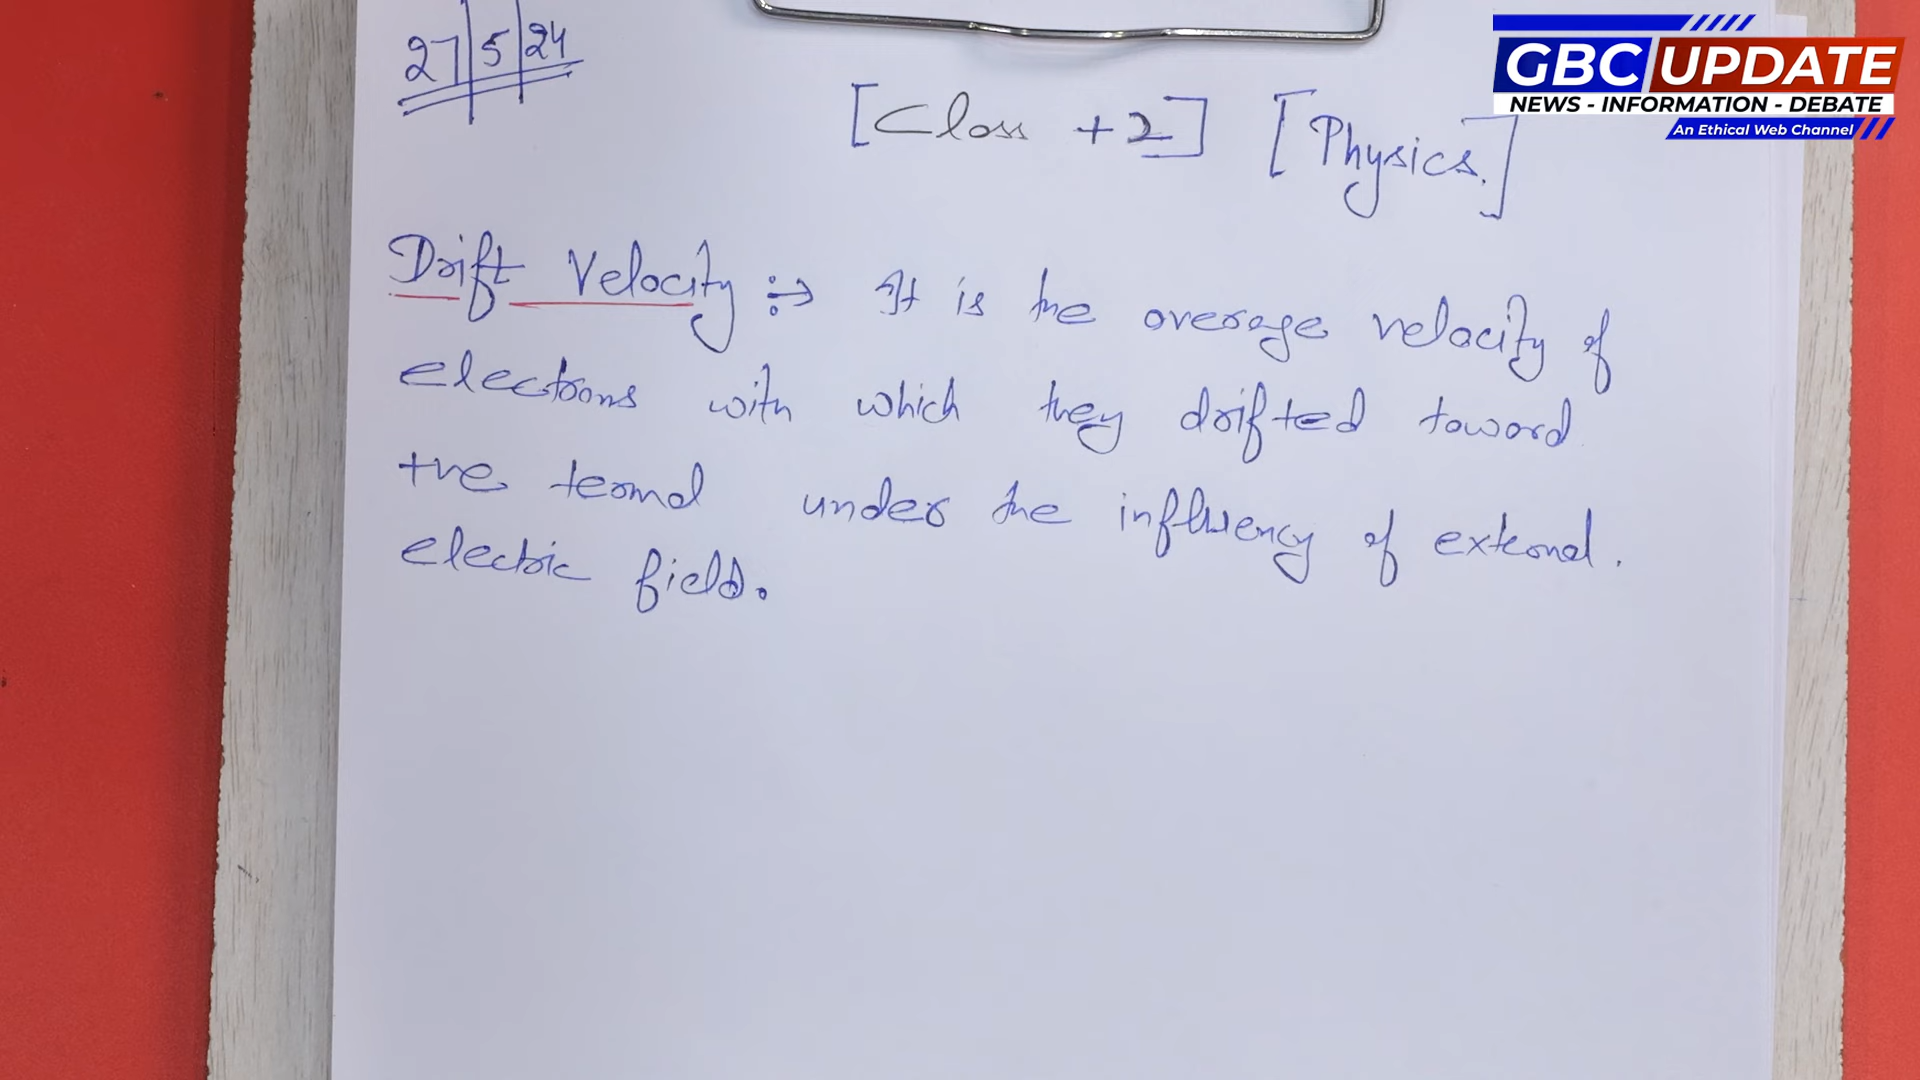 27|5|24
GBC UPDATE
NEWS - INFORMATION - DEBATE
An Ethical Web Channel
[Class +2] [Physics.]
Drift Velocity :→ It is the average velocity of
electrons with which they drifted toward
+ve termal under the influency of external.
electric field.